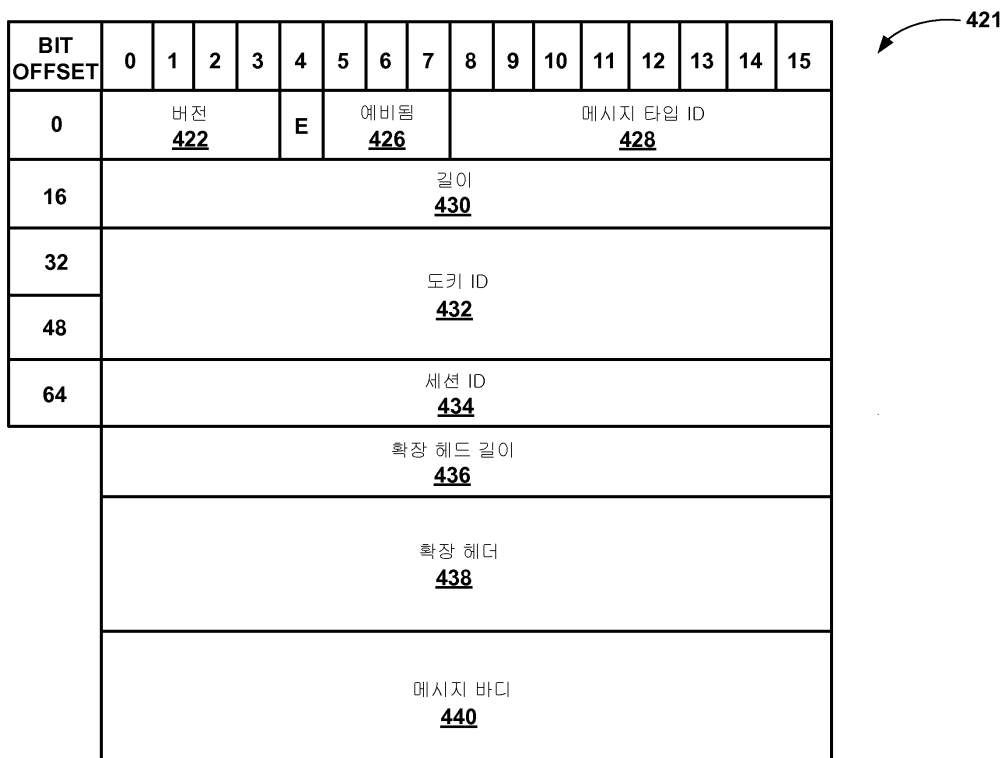 421
BIT OFFSET 0 1 2 3 4 5 6 7 8 9 10 11 12 13 14 15
0 버전 422 E 예비됨 426 메시지 타입 ID 428
16 길이 430
32
도키 ID
432
48
64 세션 ID 434
확장 헤드 길이
436
확장 헤더
438
메시지 바디
440